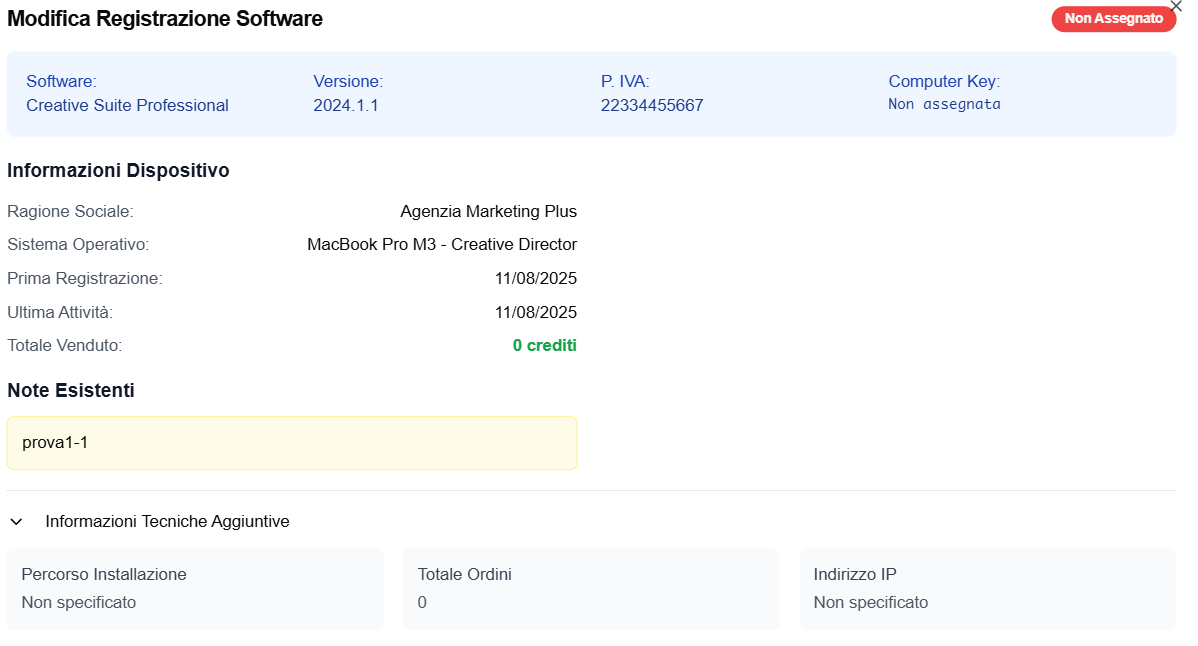 Modifica Registrazione Software
Non Assegnato
Software:
Creative Suite Professional
Versione:
2024.1.1
P. IVA:
22334455667
Computer Key:
Non assegnata
Informazioni Dispositivo
Ragione Sociale: Agenzia Marketing Plus
Sistema Operativo: MacBook Pro M3 - Creative Director
Prima Registrazione: 11/08/2025
Ultima Attività: 11/08/2025
Totale Venduto: 0 crediti
Note Esistenti
prova1-1
Informazioni Tecniche Aggiuntive
Percorso Installazione
Non specificato
Totale Ordini
0
Indirizzo IP
Non specificato